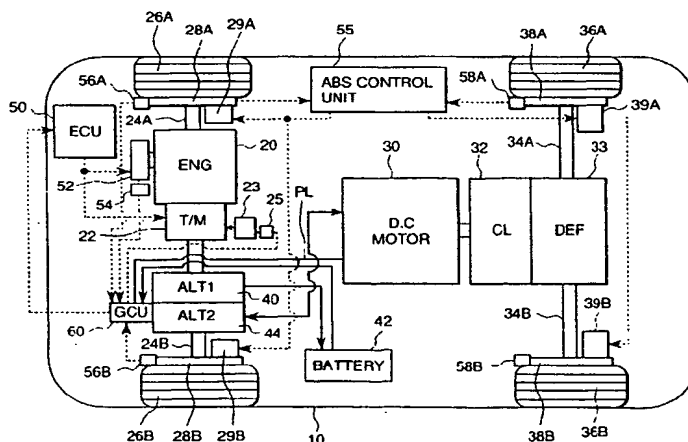 26A
28A
29A
55
38A
36A
56A
ABS CONTROL
UNIT
58A
50
24A
39A
ECU
20
30
32
34A
33
ENG
52
54
23
25
PL
T/M
22
D.C
MOTOR
CL
DEF
ALT1
40
GCU
ALT2
44
60
42
34B
39B
24B
BATTERY
56B
58B
26B
28B
29B
10
38B
36B